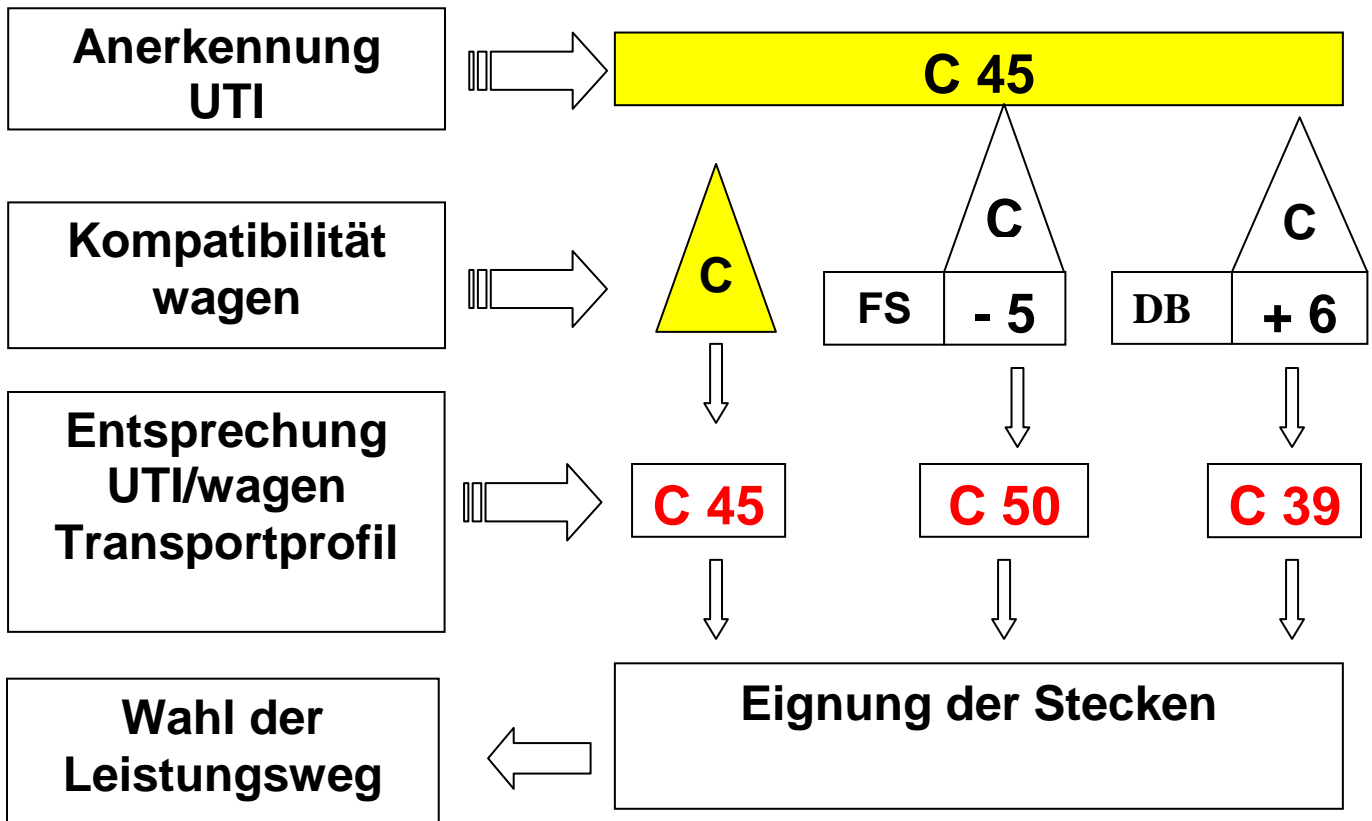 Anerkennung
UTI
C 45
Kompatibilität
wagen
C
C
FS
- 5
C
DB
+ 6
Entsprechung
UTI/wagen
Transportprofil
C 45
C 50
C 39
Wahl der
Leistungsweg
Eignung der Stecken